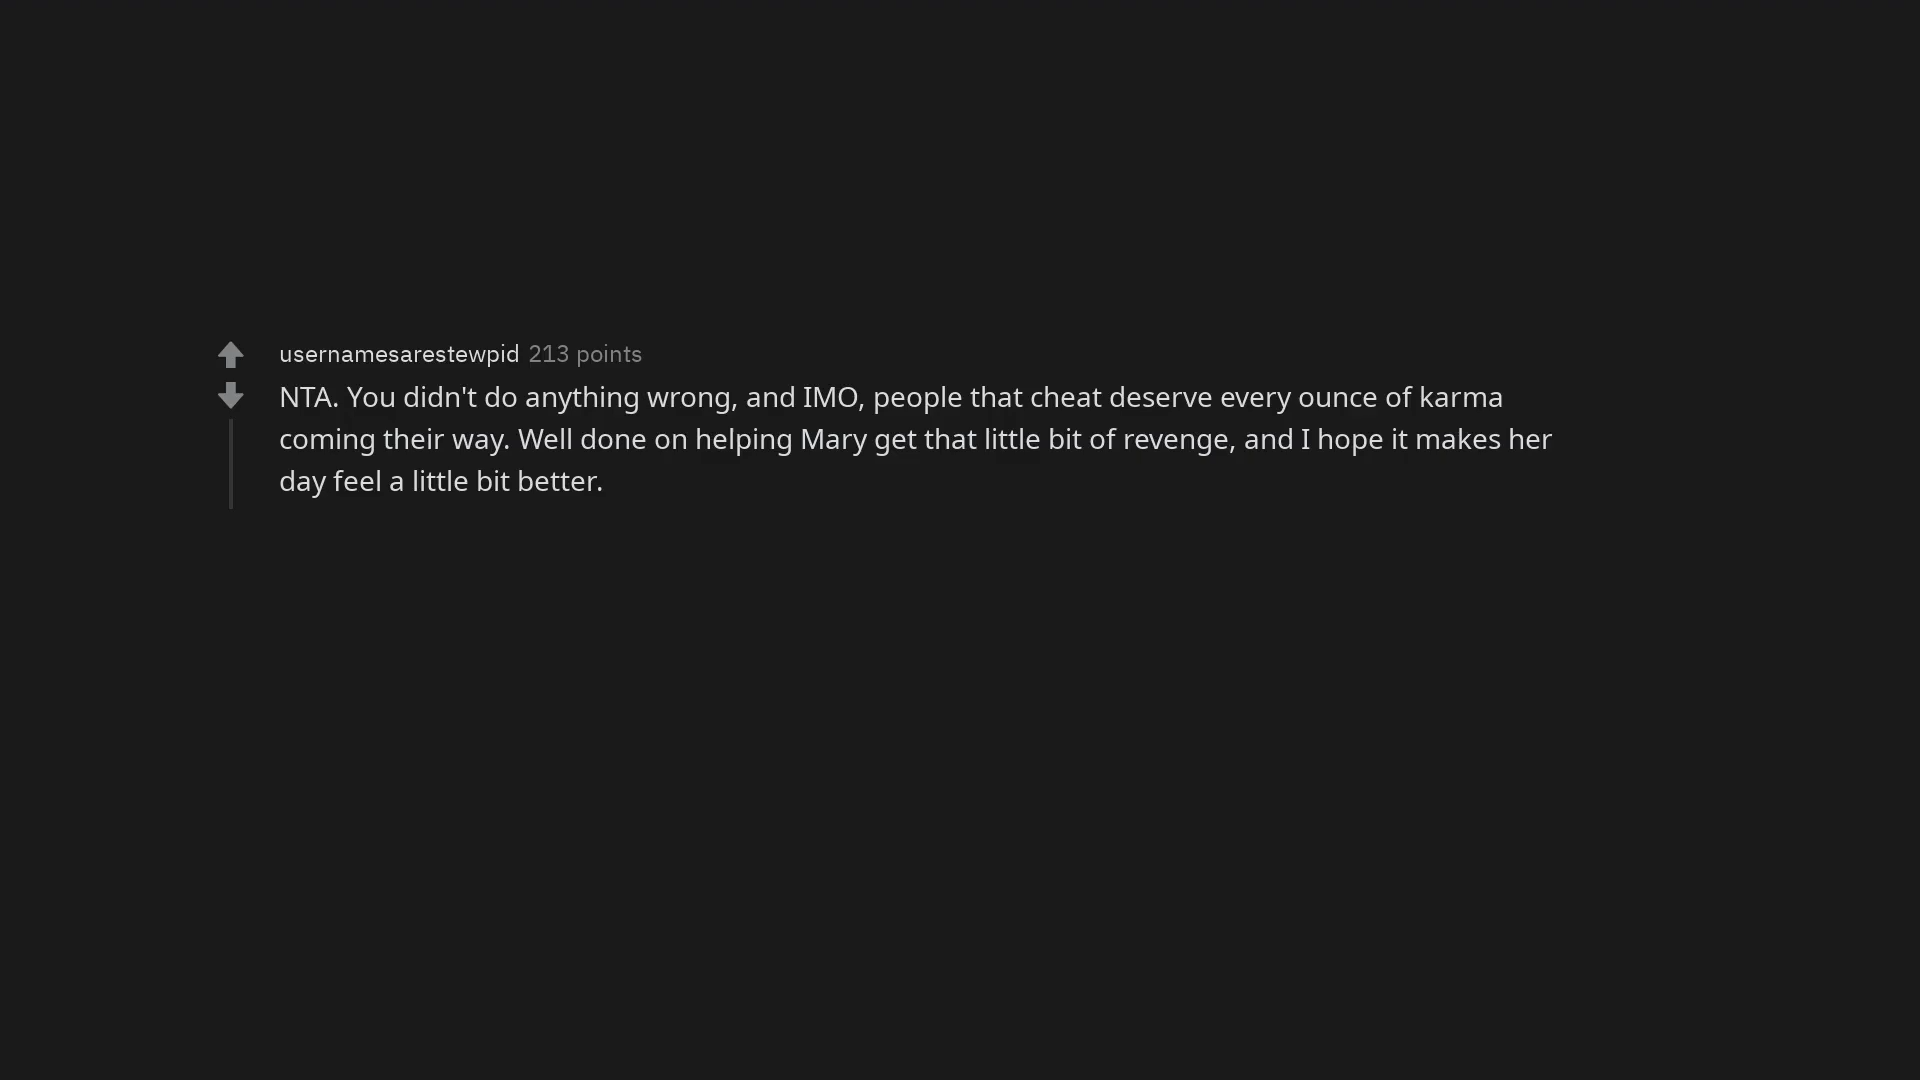 usernamesarestewpid 213 points
NTA. You didn't do anything wrong, and IMO, people that cheat deserve every ounce of karma
coming their way. Well done on helping Mary get that little bit of revenge, and I hope it makes her
day feel a little bit better.